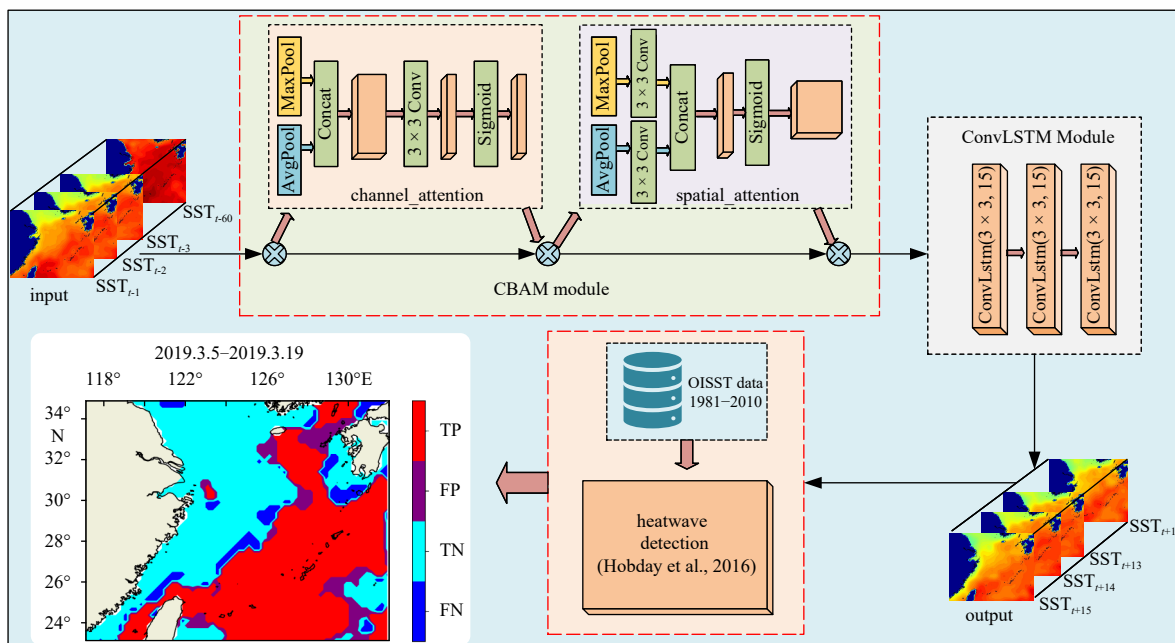 MaxPool
AvgPool
Concat
3 × 3 Conv
Sigmoid
channel_attention
MaxPool
AvgPool
3 × 3 Conv
3 × 3 Conv
Concat
Sigmoid
spatial_attention
CBAM module
SST_{t-60}
SST_{t-3}
SST_{t-2}
SST_{t-1}
input
ConvLSTM Module
ConvLstm(3 × 3, 15)
ConvLstm(3 × 3, 15)
ConvLstm(3 × 3, 15)
2019.3.5−2019.3.19
118° 122° 126° 130°E
34°
N
32°
30°
28°
26°
24°
TP
FP
TN
FN
OISST data
1981−2010
heatwave
detection
(Hobday et al., 2016)
SST_{t+1}
SST_{t+13}
SST_{t+14}
SST_{t+15}
output